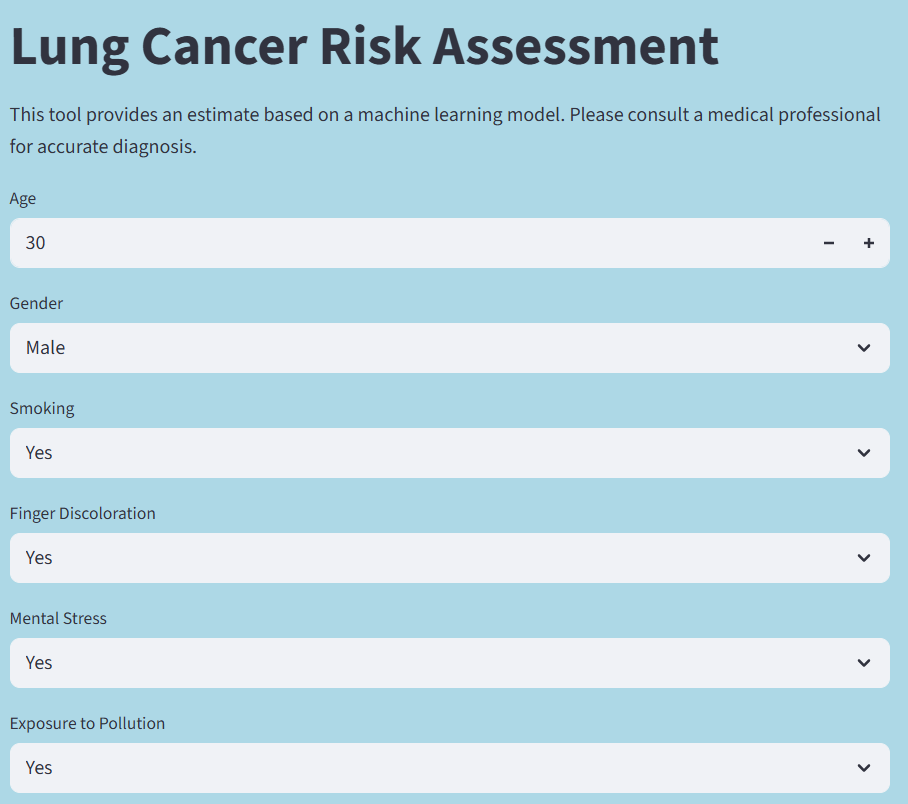 Lung Cancer Risk Assessment
This tool provides an estimate based on a machine learning model. Please consult a medical professional
for accurate diagnosis.
Age
30
Gender
Male
Smoking
Yes
Finger Discoloration
Yes
Mental Stress
Yes
Exposure to Pollution
Yes